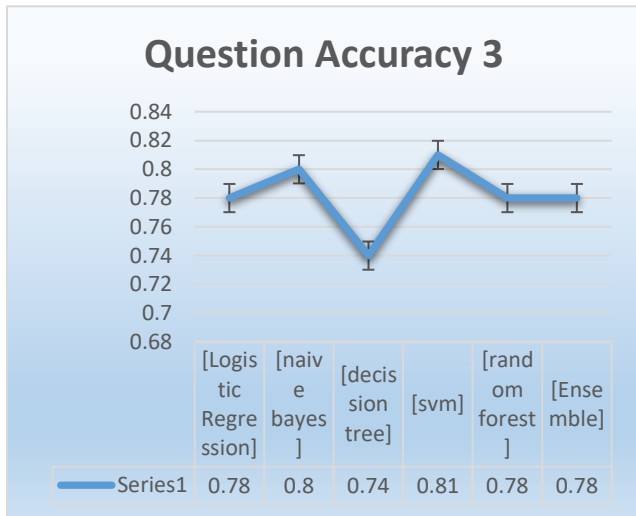 Question Accuracy 3
0.84
0.82
0.8
0.78
0.76
0.74
0.72
0.7
0.68
[Logis
tic
Regre
ssion]
[naiv
e
bayes
]
[decis
sion
tree]
[svm]
[rand
om
forest
]
[Ense
mble]
Series1 0.78 0.8 0.74 0.81 0.78 0.78